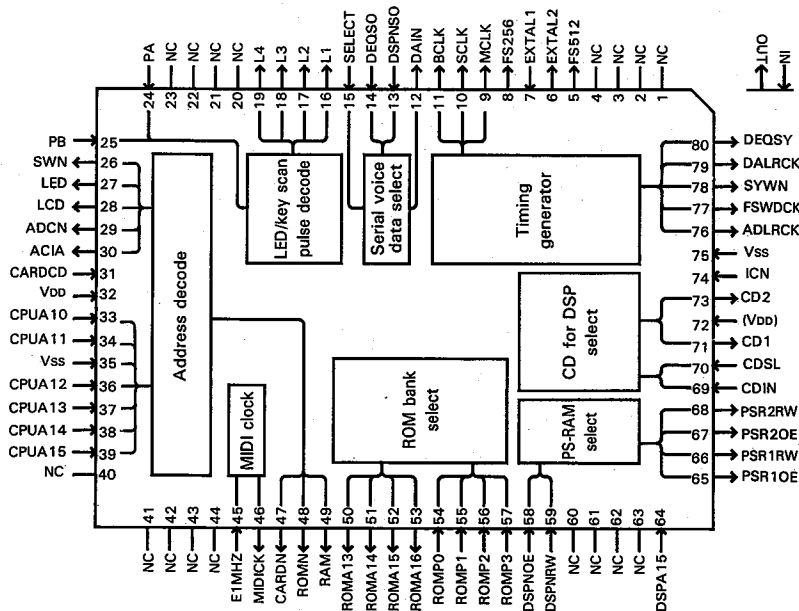 PA
NC
NC
NC
NC
L4
L3
L2
L1
SELECT
DEQSO
DSPNSO
DAIN
BCLK
SCLK
MCLK
FS256
EXTAL1
EXTAL2
FS512
NC
NC
NC
NC
OUT
IN
24
23
22
21
20
19
18
17
16
15
14
13
12
11
10
9
8
7
6
5
4
3
2
1
PB 25
SWN 26
LED 27
LCD 28
ADCN 29
ACIA 30
CARDCD 31
VDD 32
CPUA10 33
CPUA11 34
Vss 35
CPUA12 36
CPUA13 37
CPUA14 38
CPUA15 39
NC 40
Address decode
LED/key scan
pulse decode
Serial voice
data select
Timing
generator
CD for DSP
select
MIDI clock
ROM bank
select
PS-RAM
select
80 DEQSY
79 DALRCK
78 SYWN
77 FSWDCK
76 ADLRCK
75 Vss
74 ICN
73 CD2
72 (VDD)
71 CD1
70 CDSL
69 CDIN
68 PSR2RW
67 PSR2OE
66 PSR1RW
65 PSR1OE
41
42
43
44
45
46
47
48
49
50
51
52
53
54
55
56
57
58
59
60
61
62
63
64
NC
NC
NC
NC
E1MHZ
MIDICK
CARDN
ROMN
RAM
ROMA13
ROMA14
ROMA15
ROMA16
ROMP0
ROMP1
ROMP2
ROMP3
DSPNOE
DSPNRW
NC
NC
NC
NC
DSPA15